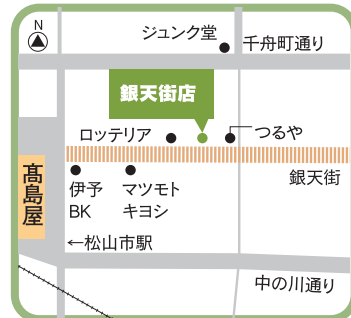 N
ジュンク堂
千舟町通り
銀天街店
ロッテリア
つるや
銀天街
髙島屋
伊予
BK
マツモト
キヨシ
←松山市駅
中の川通り